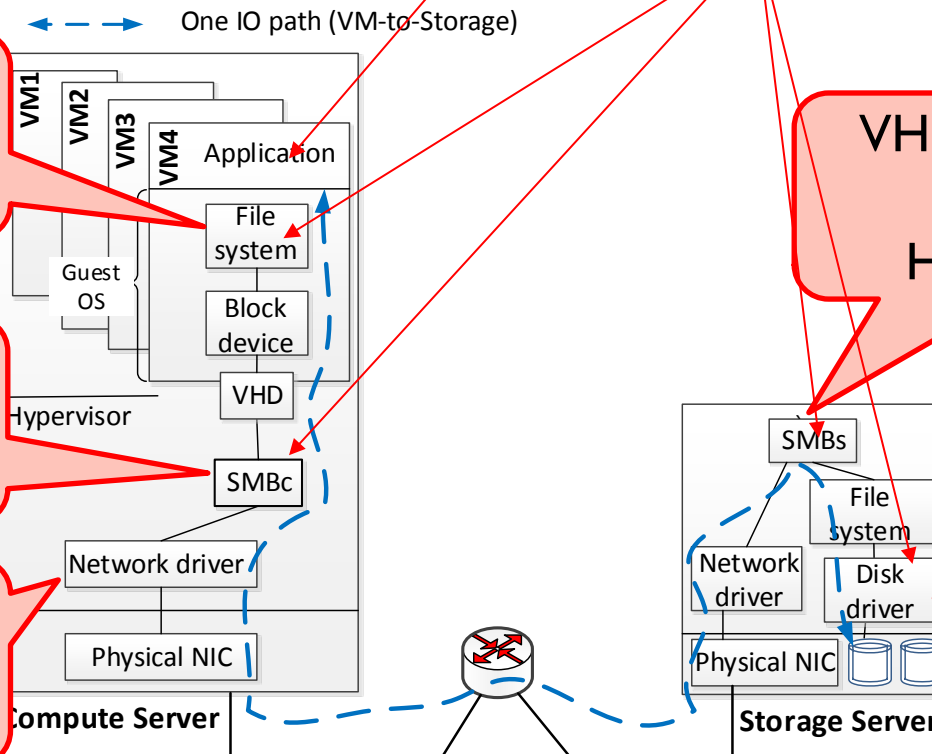 One IO path (VM-to-Storage)
VM1
VM2
VM3
VM4
Application
File
system
Guest
OS
Block
device
VHD
Hypervisor
SMBc
Network driver
Physical NIC
Compute Server
VH
H
SMBs
File
system
Network
driver
Disk
driver
Physical NIC
Storage Server